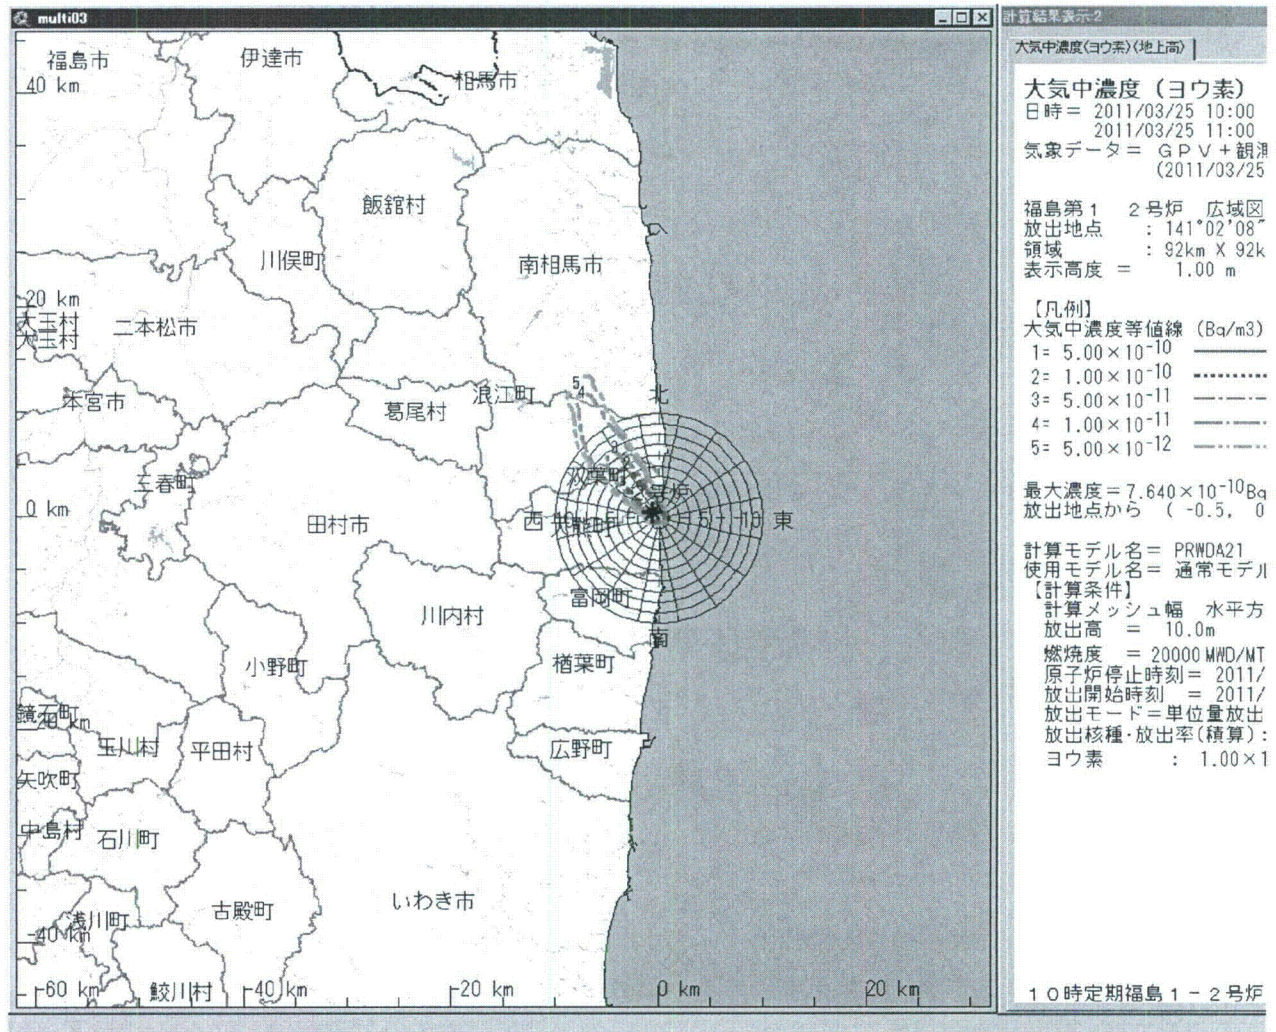 multi03
福島市
伊達市
相馬市
40 km
飯舘村
川俣町
南相馬市
20 km
大玉村
大玉村
二本松市
本宮市
葛尾村
浪江町
5
4
北
三春町
双葉町
0 km
田村市
西
5
10
東
富岡町
川内村
南
小野町
楢葉町
鏡石町
-20 km
玉川村
平田村
広野町
矢吹町
中島村
石川町
浅川町
古殿町
いわき市
-40 km
鮫川村
-60 km
-40 km
-20 km
0 km
20 km
計算結果表示-2
大気中濃度(ヨウ素)(地上高)
大気中濃度(ヨウ素)
日時= 2011/03/25 10:00
2011/03/25 11:00
気象データ= GPV+観測
(2011/03/25
福島第1 2号炉 広域図
放出地点 : 141°02'08"
領域 : 92km X 92k
表示高度 = 1.00 m
【凡例】
大気中濃度等値線 (Bq/m3)
1= 5.00×10-10
2= 1.00×10-10
3= 5.00×10-11
4= 1.00×10-11
5= 5.00×10-12
最大濃度=7.640×10-10Bq
放出地点から ( -0.5, 0
計算モデル名= PRWDA21
使用モデル名= 通常モデル
【計算条件】
計算メッシュ幅 水平方
放出高 = 10.0m
燃焼度 = 20000MWD/MT
原子炉停止時刻= 2011/
放出開始時刻 = 2011/
放出モード=単位量放出
放出核種・放出率(積算):
ヨウ素 : 1.00×1
10時定期福島1-2号炉